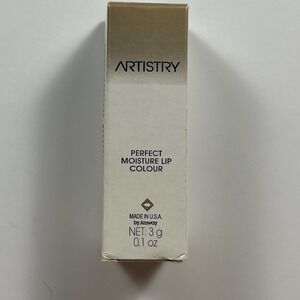 ARTISTRY
PERFECT
MOISTURE LIP
COLOUR
MADE IN U.S.A.
by Amway
NET: 3 g
0.1 oz